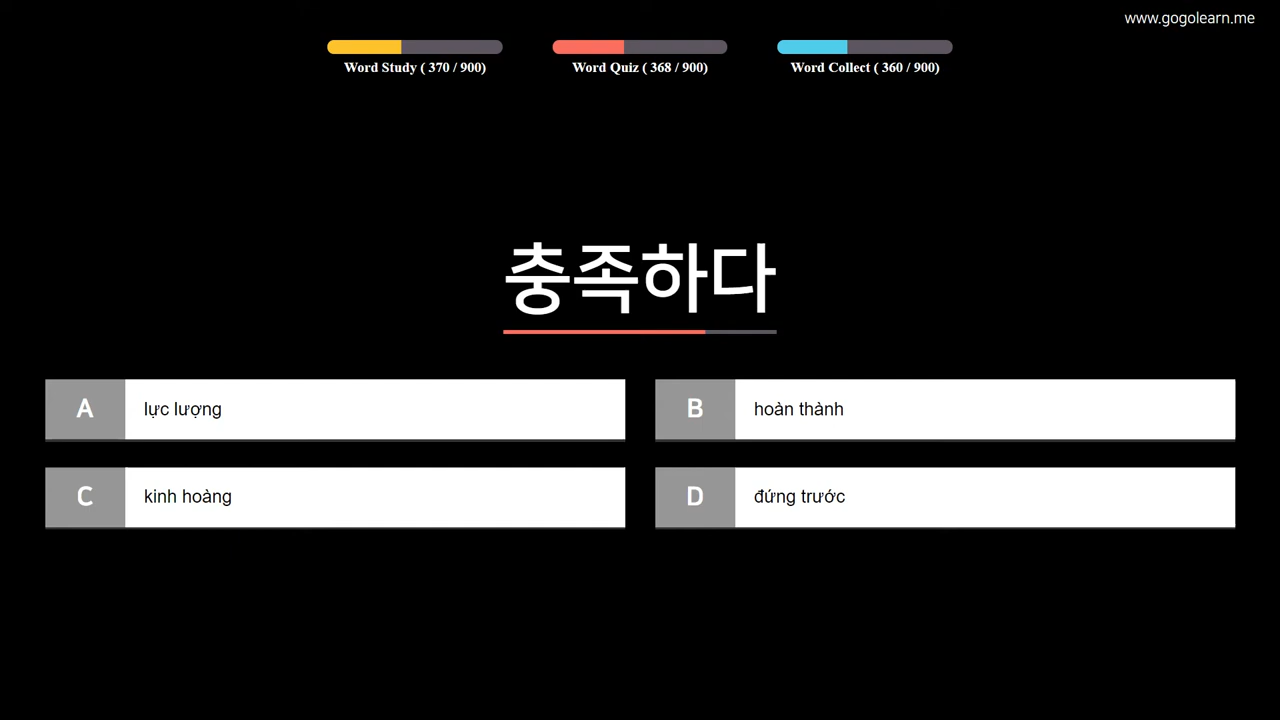 www.gogolearn.me
Word Study ( 370 / 900)
Word Quiz ( 368 / 900)
Word Collect ( 360 / 900)
충족하다
A lực lượng
B hoàn thành
C kinh hoàng
D đứng trước